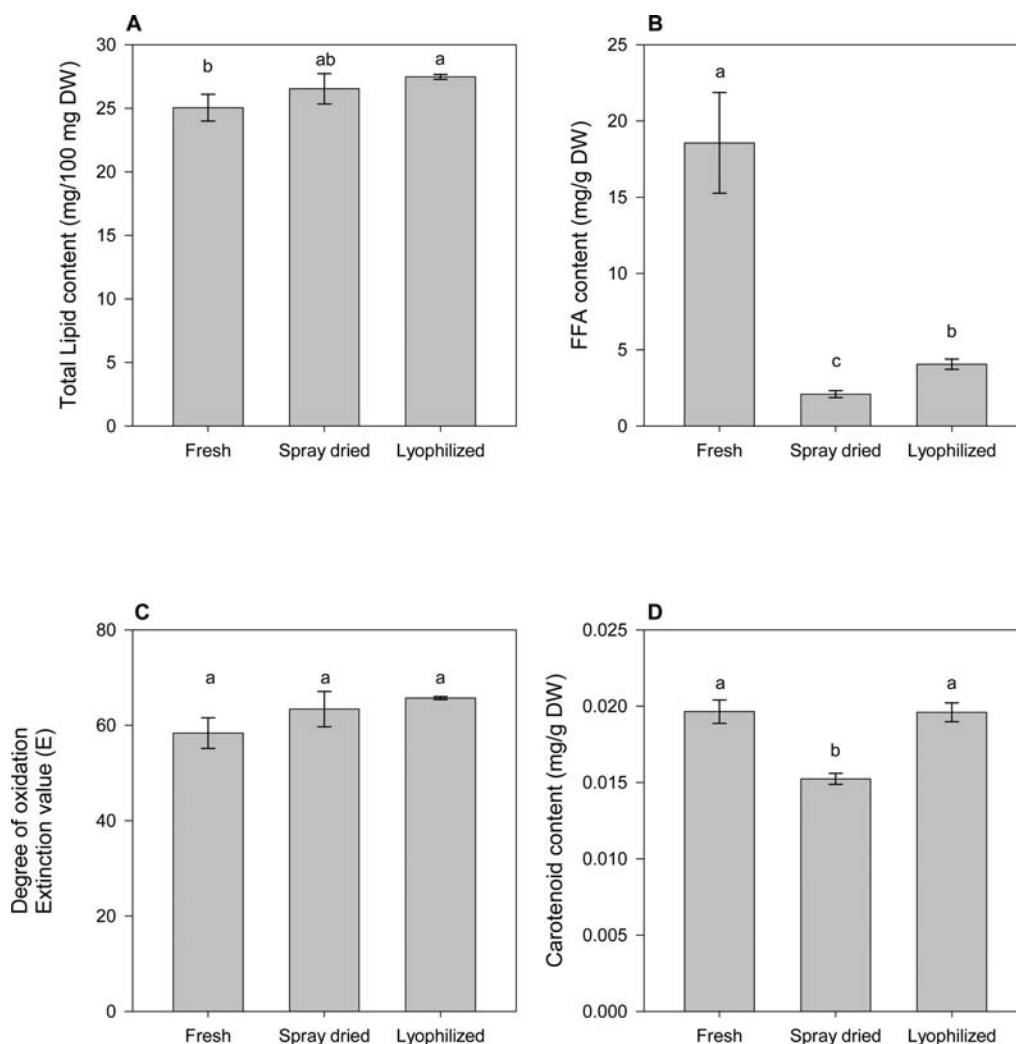 A
Total Lipid content (mg/100 mg DW)
30
25
20
15
10
5
0
b
ab
a
Fresh
Spray dried
Lyophilized
B
FFA content (mg/g DW)
25
20
15
10
5
0
a
c
b
Fresh
Spray dried
Lyophilized
C
Degree of oxidation
Extinction value (E)
80
60
40
20
0
a
a
a
Fresh
Spray dried
Lyophilized
D
Carotenoid content (mg/g DW)
0.025
0.020
0.015
0.010
0.005
0.000
a
b
a
Fresh
Spray dried
Lyophilized